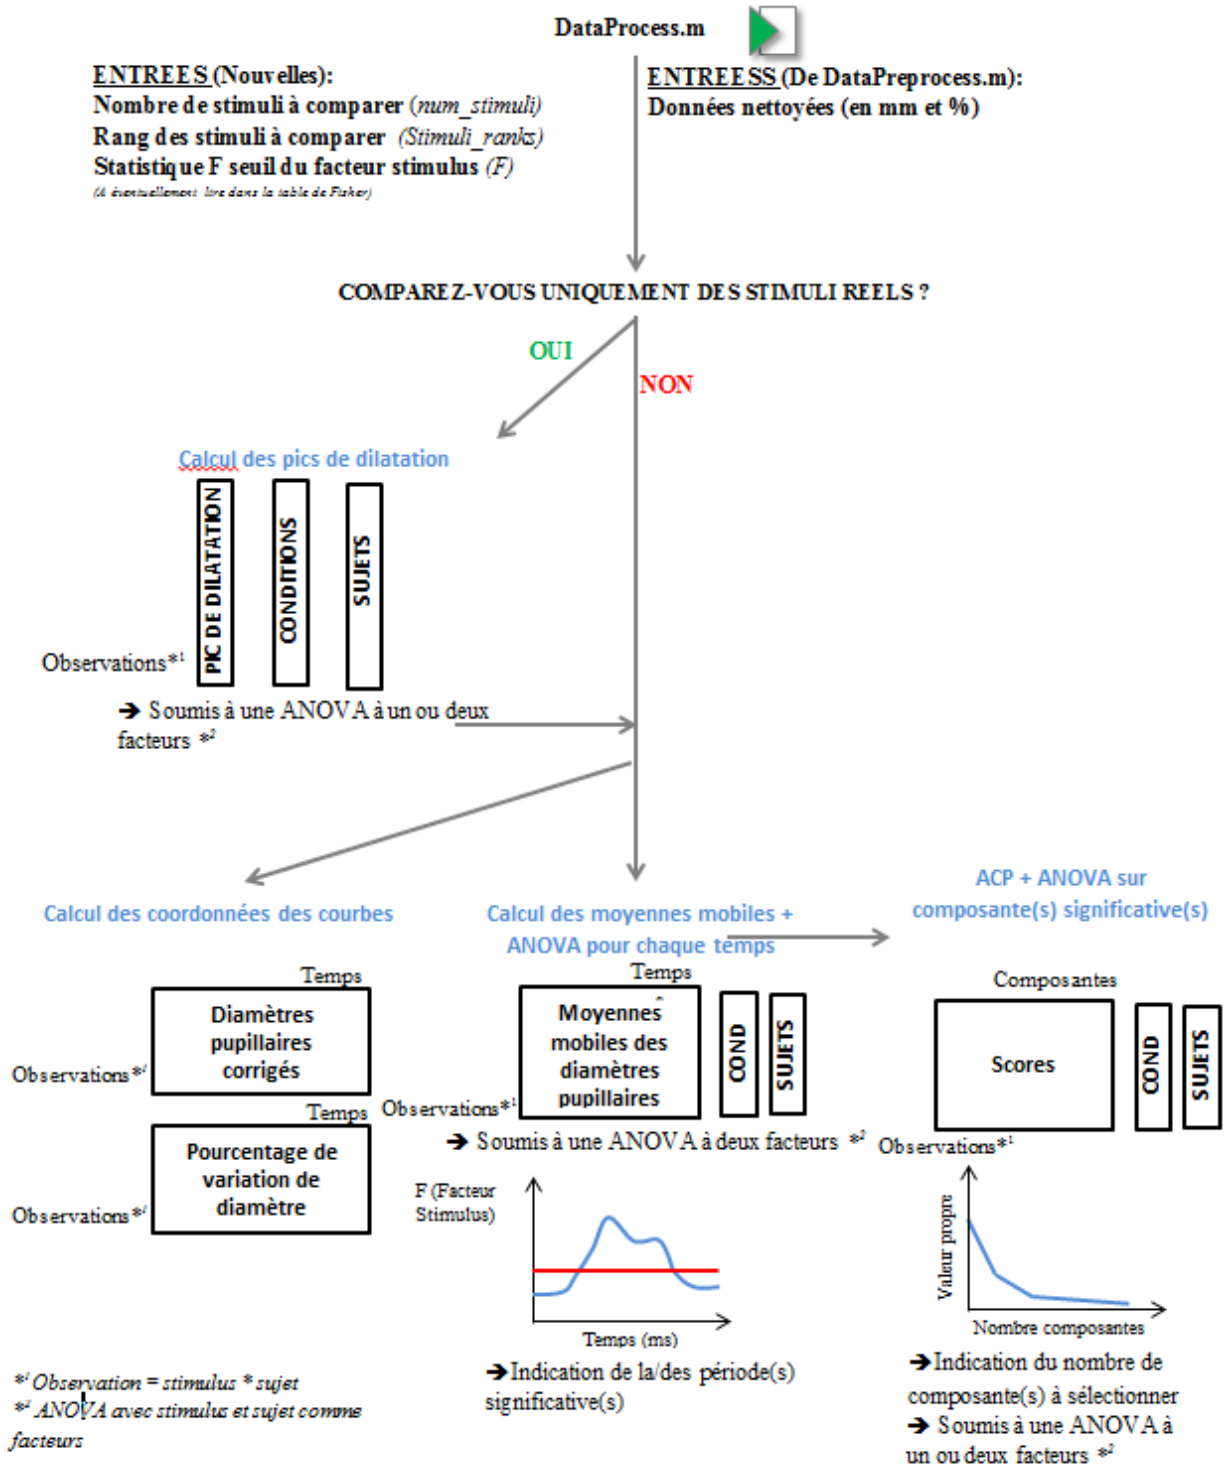 DataProcess.m
ENTREES (Nouvelles):
Nombre de stimuli à comparer (num_stimuli)
Rang des stimuli à comparer (Stimuli_ranks)
Statistique F seuil du facteur stimulus (F)
(A éventuellement lire dans la table de Fisher)
ENTREESS (De DataPreprocess.m):
Données nettoyées (en mm et %)
COMPAREZ-VOUS UNIQUEMENT DES STIMULI REELS ?
OUI
NON
Calcul des pics de dilatation
PIC DE DILATATION
CONDITIONS
SUJETS
Observations*1
➔ Soumis à une ANOVA à un ou deux
facteurs *2
Calcul des coordonnées des courbes
Temps
Diamètres
pupillaires
corrigés
Observations*1
Temps
Pourcentage de
variation de
diamètre
Observations*1
Calcul des moyennes mobiles +
ANOVA pour chaque temps
Temps
Moyennes
mobiles des
diamètres
pupillaires
COND
SUJETS
Observations*1
➔ Soumis à une ANOVA à deux facteurs *2
F (Facteur
Stimulus)
Temps (ms)
➔Indication de la/des période(s)
significative(s)
ACP + ANOVA sur
composante(s) significative(s)
Composantes
Scores
COND
SUJETS
Observations*1
Valeur propre
Nombre composantes
➔Indication du nombre de
composante(s) à sélectionner
➔ Soumis à une ANOVA à
un ou deux facteurs *2
*1 Observation = stimulus * sujet
*2 ANOVA avec stimulus et sujet comme
facteurs